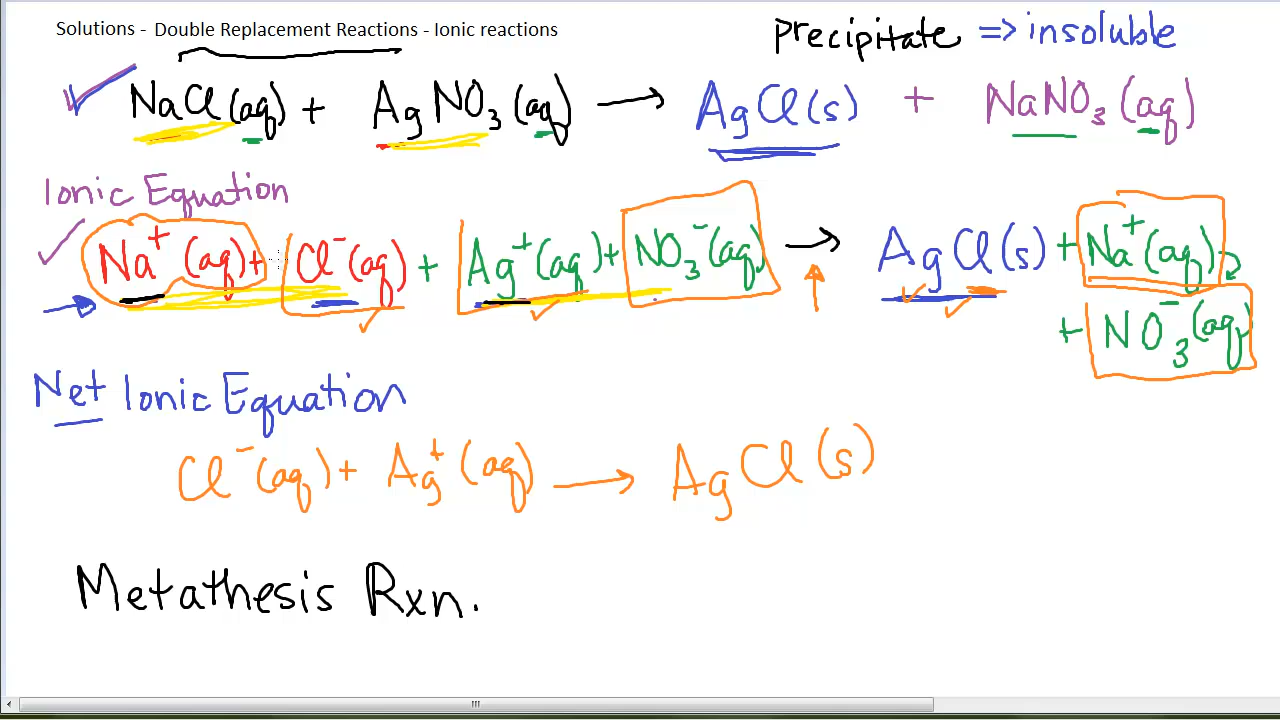 Solutions - Double Replacement Reactions - Ionic reactions
precipitate => insoluble
NaCl(aq) + AgNO₃(aq) → AgCl(s) + NaNO₃(aq)
Ionic Equation
Na⁺(aq) + Cl⁻(aq) + Ag⁺(aq) + NO₃⁻(aq) → AgCl(s) + Na⁺(aq)
+ NO₃⁻(aq)
Net Ionic Equation
Cl⁻(aq) + Ag⁺(aq) → AgCl(s)
Metathesis Rxn.